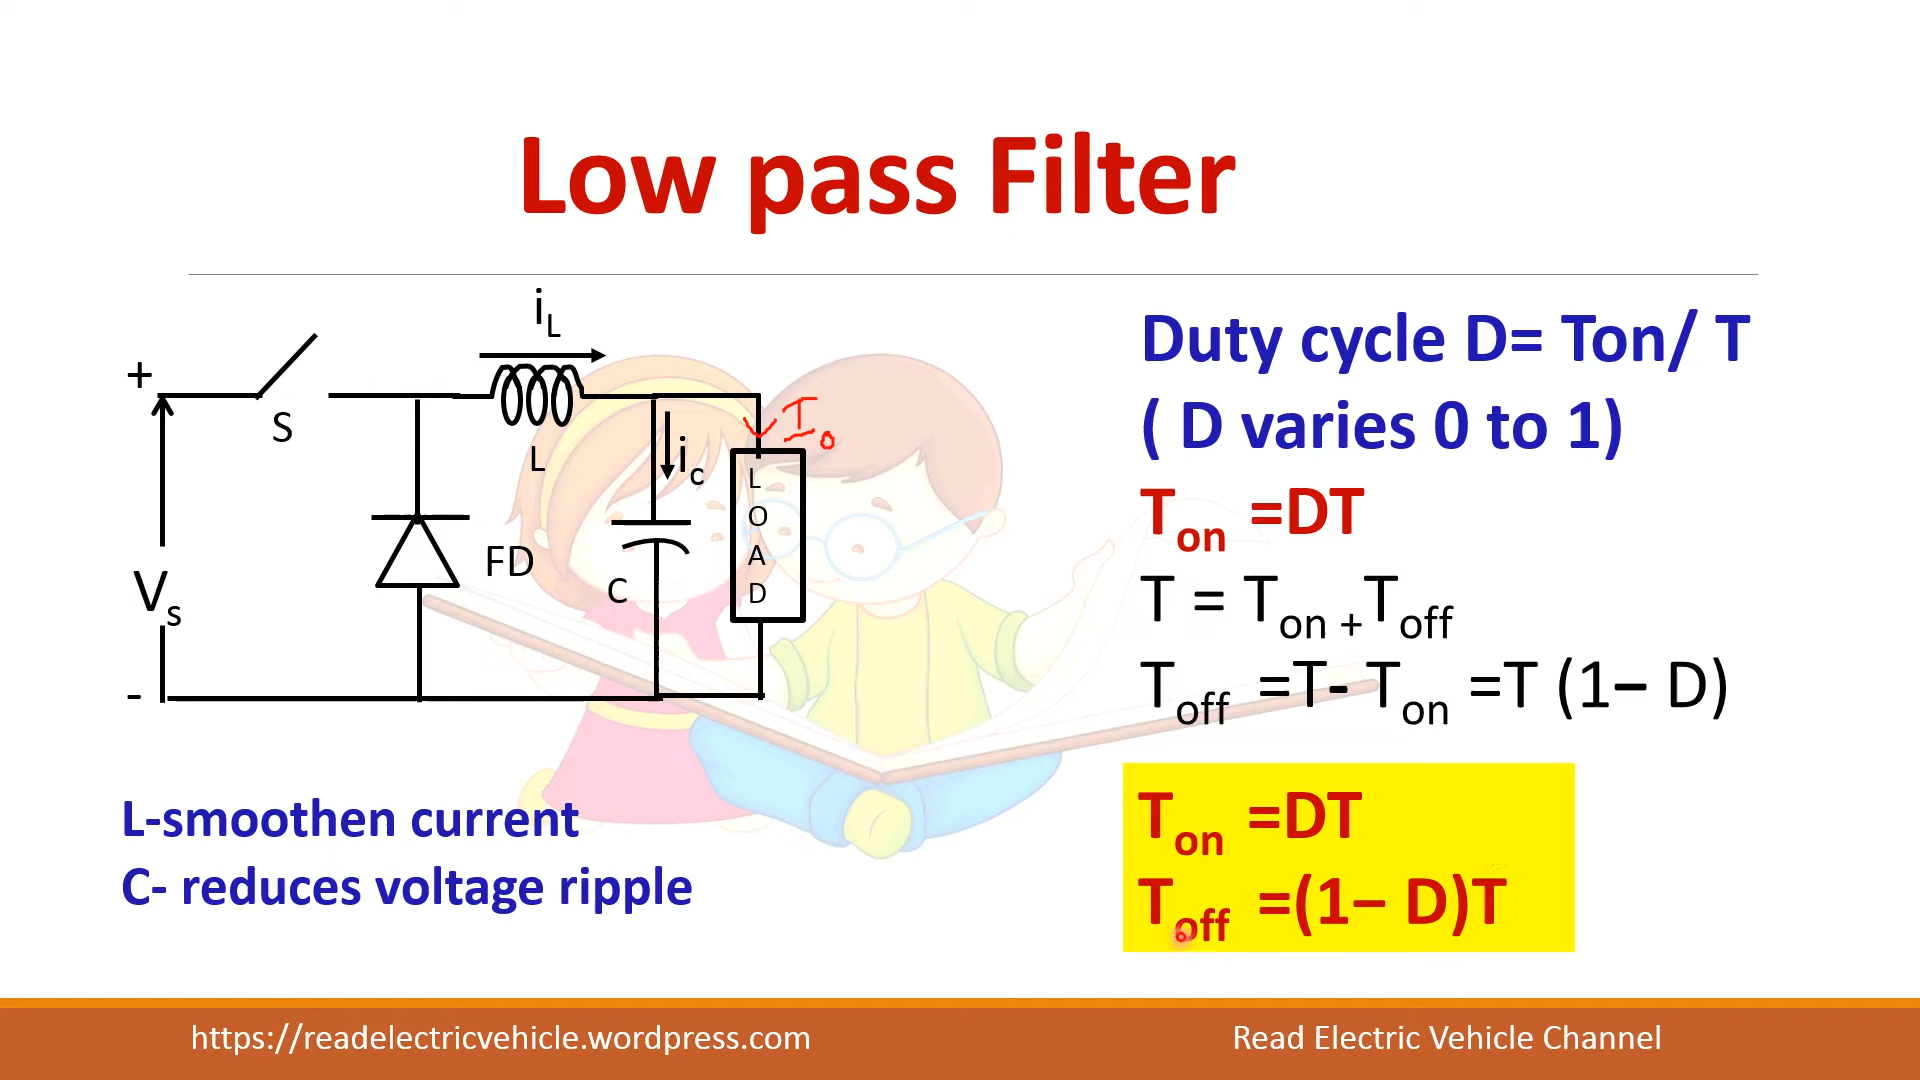 Low pass Filter
iL
+
S
L
ic
Io
LOAD
FD
C
Vs
-
L-smoothen current
C- reduces voltage ripple
Duty cycle D= Ton/ T
( D varies 0 to 1)
Ton =DT
T = Ton + Toff
Toff =T- Ton =T (1– D)
Ton =DT
Toff =(1– D)T
https://readelectricvehicle.wordpress.com
Read Electric Vehicle Channel